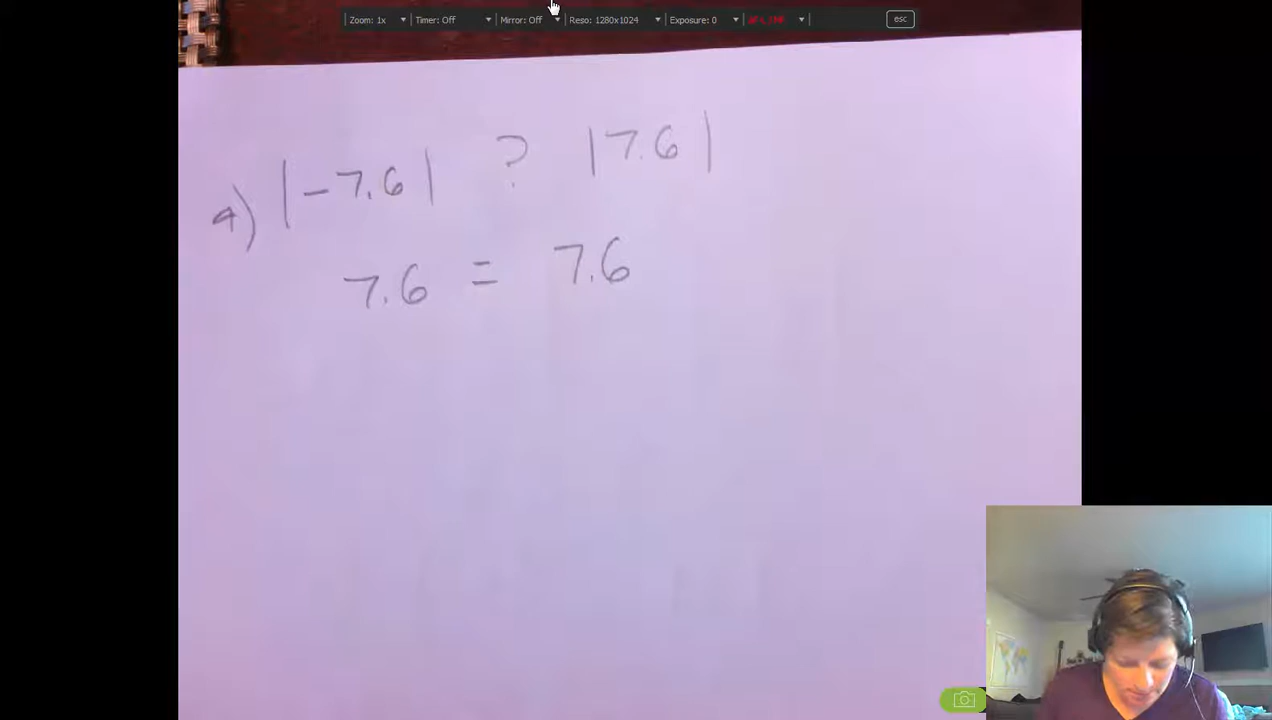 Zoom: 1x Timer: Off Mirror: Off Reso: 1280x1024 Exposure: 0 esc
a) |-7.6| ? |7.6|
7.6 = 7.6